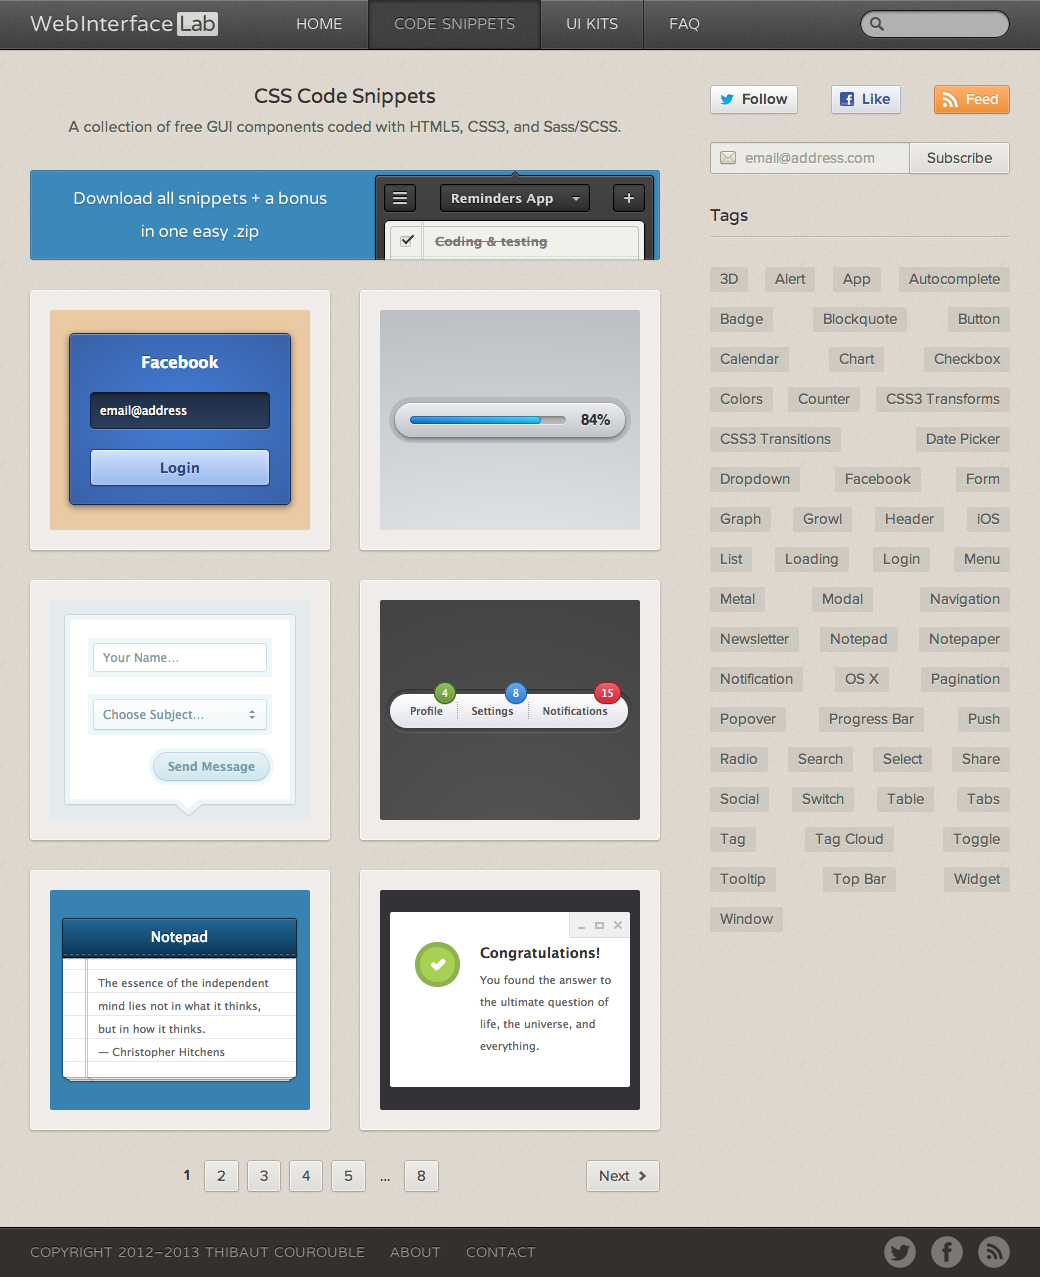 WebInterface Lab
HOME
CODE SNIPPETS
UI KITS
FAQ
CSS Code Snippets
A collection of free GUI components coded with HTML5, CSS3, and Sass/SCSS.
Download all snippets + a bonus
in one easy .zip
Reminders App
+
Coding & testing
Facebook
email@address
Login
84%
Your Name...
Choose Subject...
Send Message
4
8
15
Profile
Settings
Notifications
Notepad
The essence of the independent
mind lies not in what it thinks,
but in how it thinks.
— Christopher Hitchens
Congratulations!
You found the answer to
the ultimate question of
life, the universe, and
everything.
1 2 3 4 5 ... 8
Next
Follow
Like
Feed
email@address.com
Subscribe
Tags
3D Alert App Autocomplete
Badge Blockquote Button
Calendar Chart Checkbox
Colors Counter CSS3 Transforms
CSS3 Transitions Date Picker
Dropdown Facebook Form
Graph Growl Header iOS
List Loading Login Menu
Metal Modal Navigation
Newsletter Notepad Notepaper
Notification OS X Pagination
Popover Progress Bar Push
Radio Search Select Share
Social Switch Table Tabs
Tag Tag Cloud Toggle
Tooltip Top Bar Widget
Window
COPYRIGHT 2012–2013 THIBAUT COUROUBLE
ABOUT
CONTACT